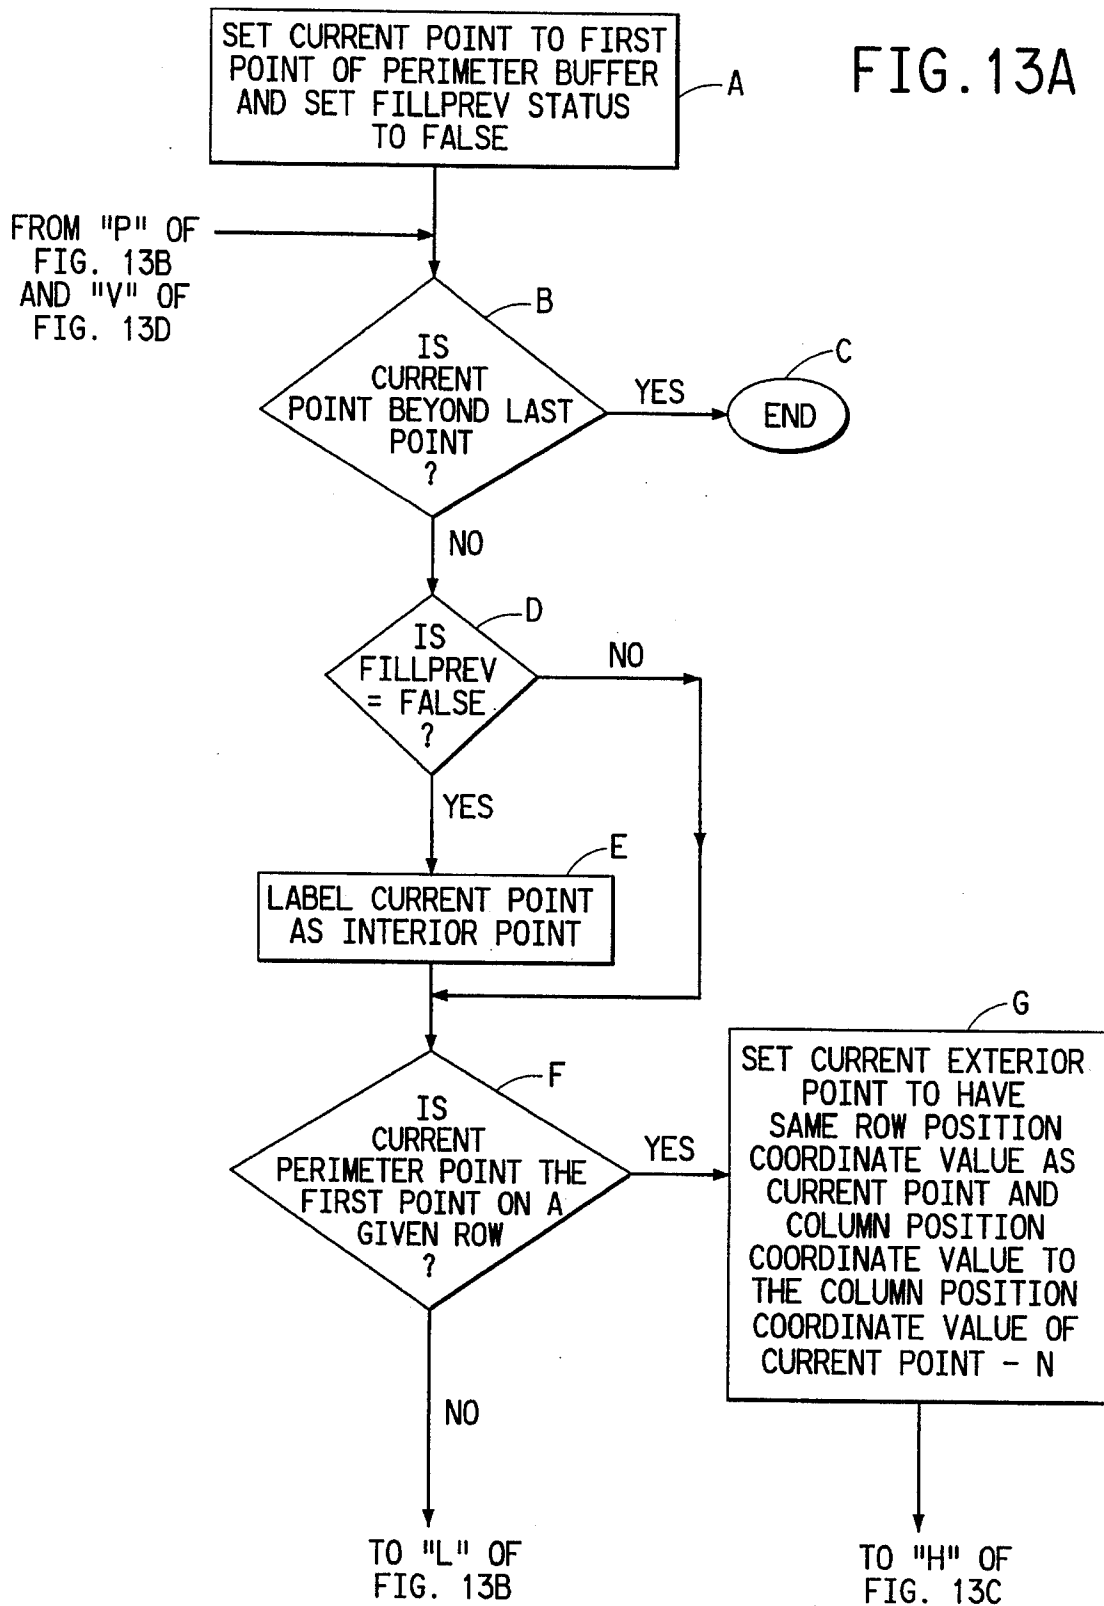 SET CURRENT POINT TO FIRST
POINT OF PERIMETER BUFFER
AND SET FILLPREV STATUS
TO FALSE
A
FIG.13A
FROM "P" OF
FIG. 13B
AND "V" OF
FIG. 13D
B
IS
CURRENT
POINT BEYOND LAST
POINT
?
YES
C
END
NO
D
IS
FILLPREV
= FALSE
?
NO
YES
E
LABEL CURRENT POINT
AS INTERIOR POINT
F
IS
CURRENT
PERIMETER POINT THE
FIRST POINT ON A
GIVEN ROW
?
YES
G
SET CURRENT EXTERIOR
POINT TO HAVE
SAME ROW POSITION
COORDINATE VALUE AS
CURRENT POINT AND
COLUMN POSITION
COORDINATE VALUE TO
THE COLUMN POSITION
COORDINATE VALUE OF
CURRENT POINT - N
NO
TO "L" OF
FIG. 13B
TO "H" OF
FIG. 13C